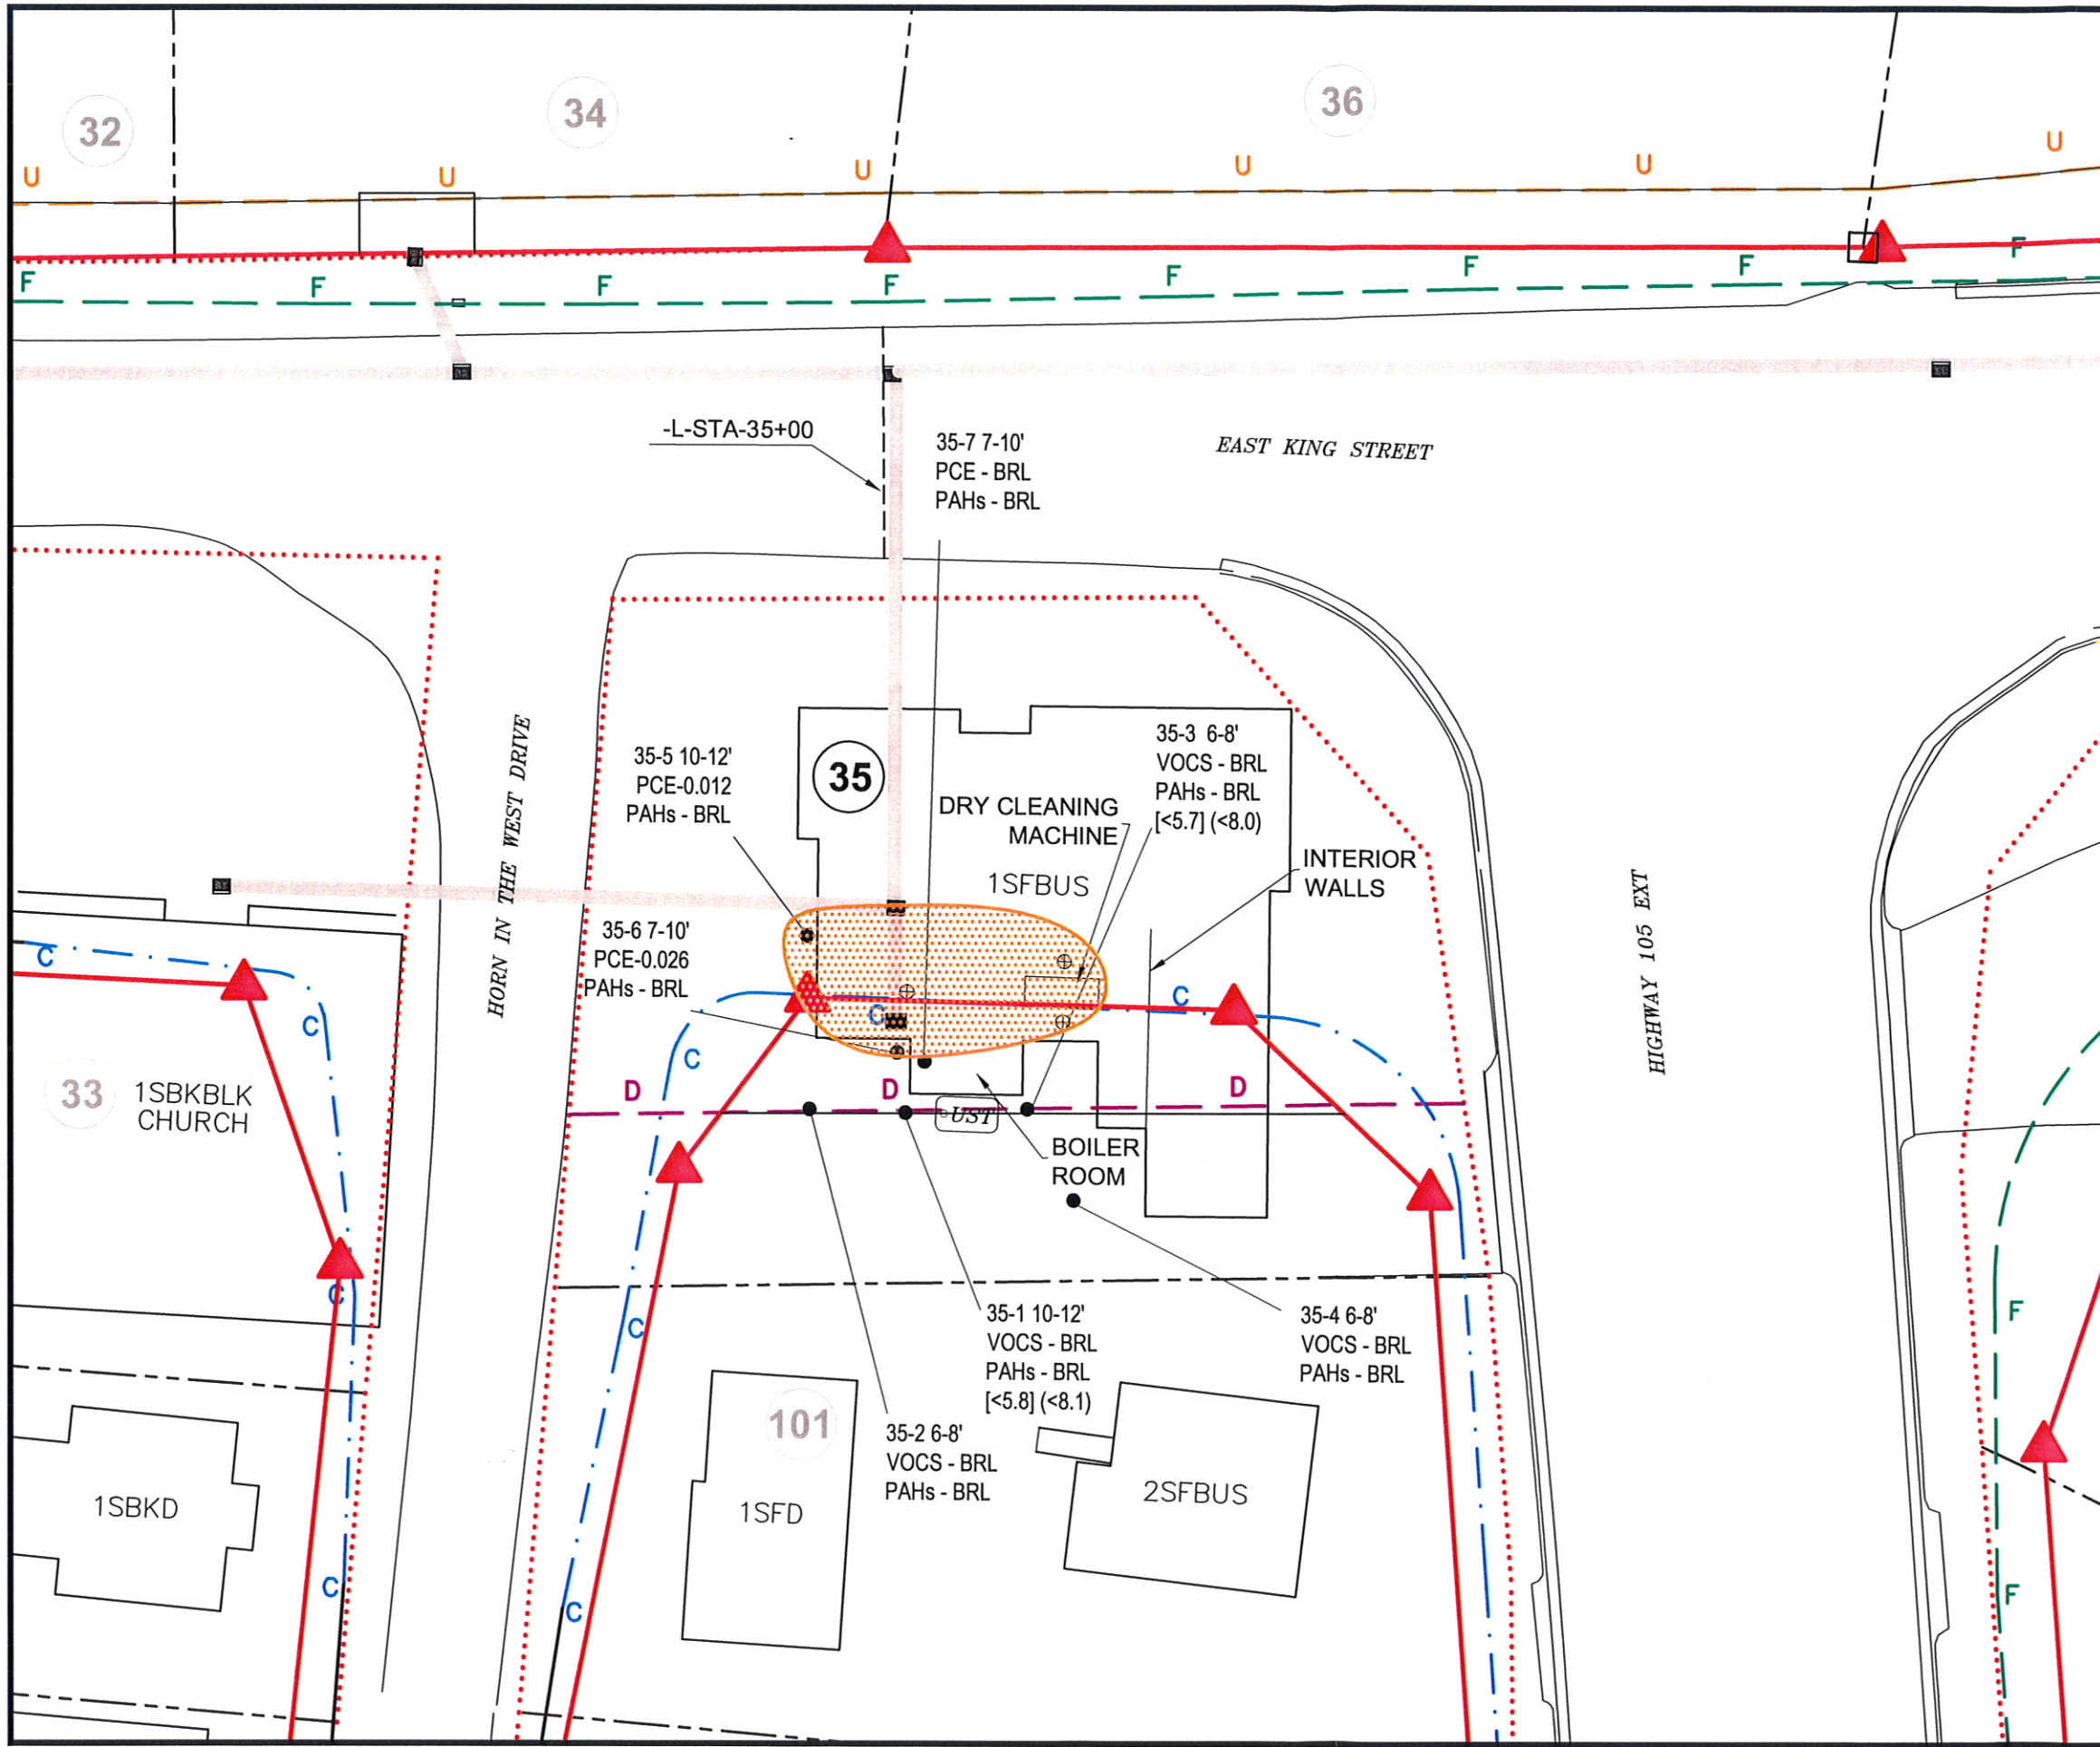 32
34
36
U
U
U
U
U
U
F
F
F
F
F
F
F
F
-L-STA-35+00
35-7 7-10'
PCE - BRL
PAHs - BRL
EAST KING STREET
HORN IN THE WEST DRIVE
35-5 10-12'
PCE-0.012
PAHs - BRL
35
35-3 6-8'
VOCS - BRL
PAHs - BRL
[<5.7] (<8.0)
DRY CLEANING
MACHINE
1SFBUS
INTERIOR
WALLS
HIGHWAY 105 EXT
35-6 7-10'
PCE-0.026
PAHs - BRL
C
C
C
C
C
D
D
D
UST
33
1SBKBLK
CHURCH
BOILER
ROOM
C
C
F
35-1 10-12'
VOCS - BRL
PAHs - BRL
[<5.8] (<8.1)
35-4 6-8'
VOCS - BRL
PAHs - BRL
101
35-2 6-8'
VOCS - BRL
PAHs - BRL
1SBKD
1SFD
2SFBUS
C
C
F